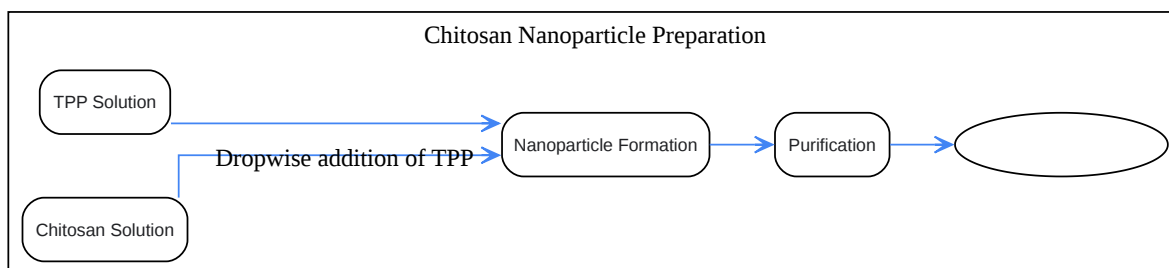 Chitosan Nanoparticle Preparation
TPP Solution
Dropwise addition of TPP
Nanoparticle Formation
Purification
Chitosan Solution